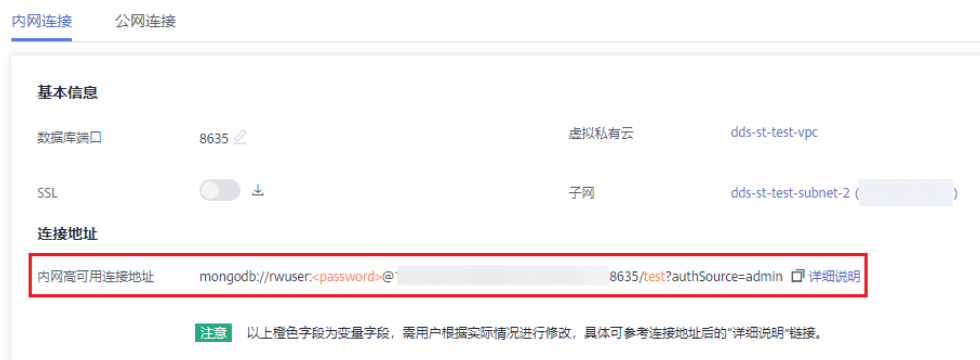 内网连接 公网连接
基本信息
数据库端口 8635 虚拟私有云 dds-st-test-vpc
SSL 子网 dds-st-test-subnet-2 ( )
连接地址
内网高可用连接地址 mongodb://rwuser:<password>@ 8635/test?authSource=admin 详细说明
注意 以上橙色字段为变量字段，需用户根据实际情况进行修改，具体可参考连接地址后的“详细说明”链接。